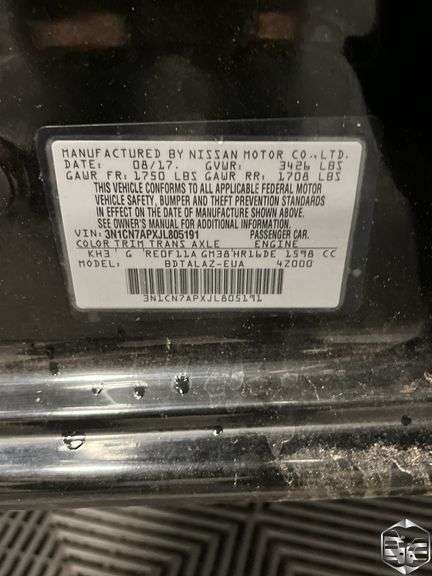 MANUFACTURED BY NISSAN MOTOR CO.,LTD.
DATE: 08/17. GVWR: 3426 LBS
GAWR FR: 1750 LBS GAWR RR: 1708 LBS
THIS VEHICLE CONFORMS TO ALL APPLICABLE FEDERAL MOTOR
VEHICLE SAFETY, BUMPER AND THEFT PREVENTION STANDARDS
IN EFFECT ON THE DATE OF MANUFACTURE SHOWN ABOVE.
SEE OWNER'S MANUAL FOR ADDITIONAL INFORMATION.
VIN: 3N1CN7APXJL805191 PASSENGER CAR.
COLOR TRIM TRANS AXLE ENGINE
KH3 G RE0F11A GM38 HR16DE 1598 CC
MODEL: BDTALAZ-EUA 4Z000
3N1CN7APXJL805191